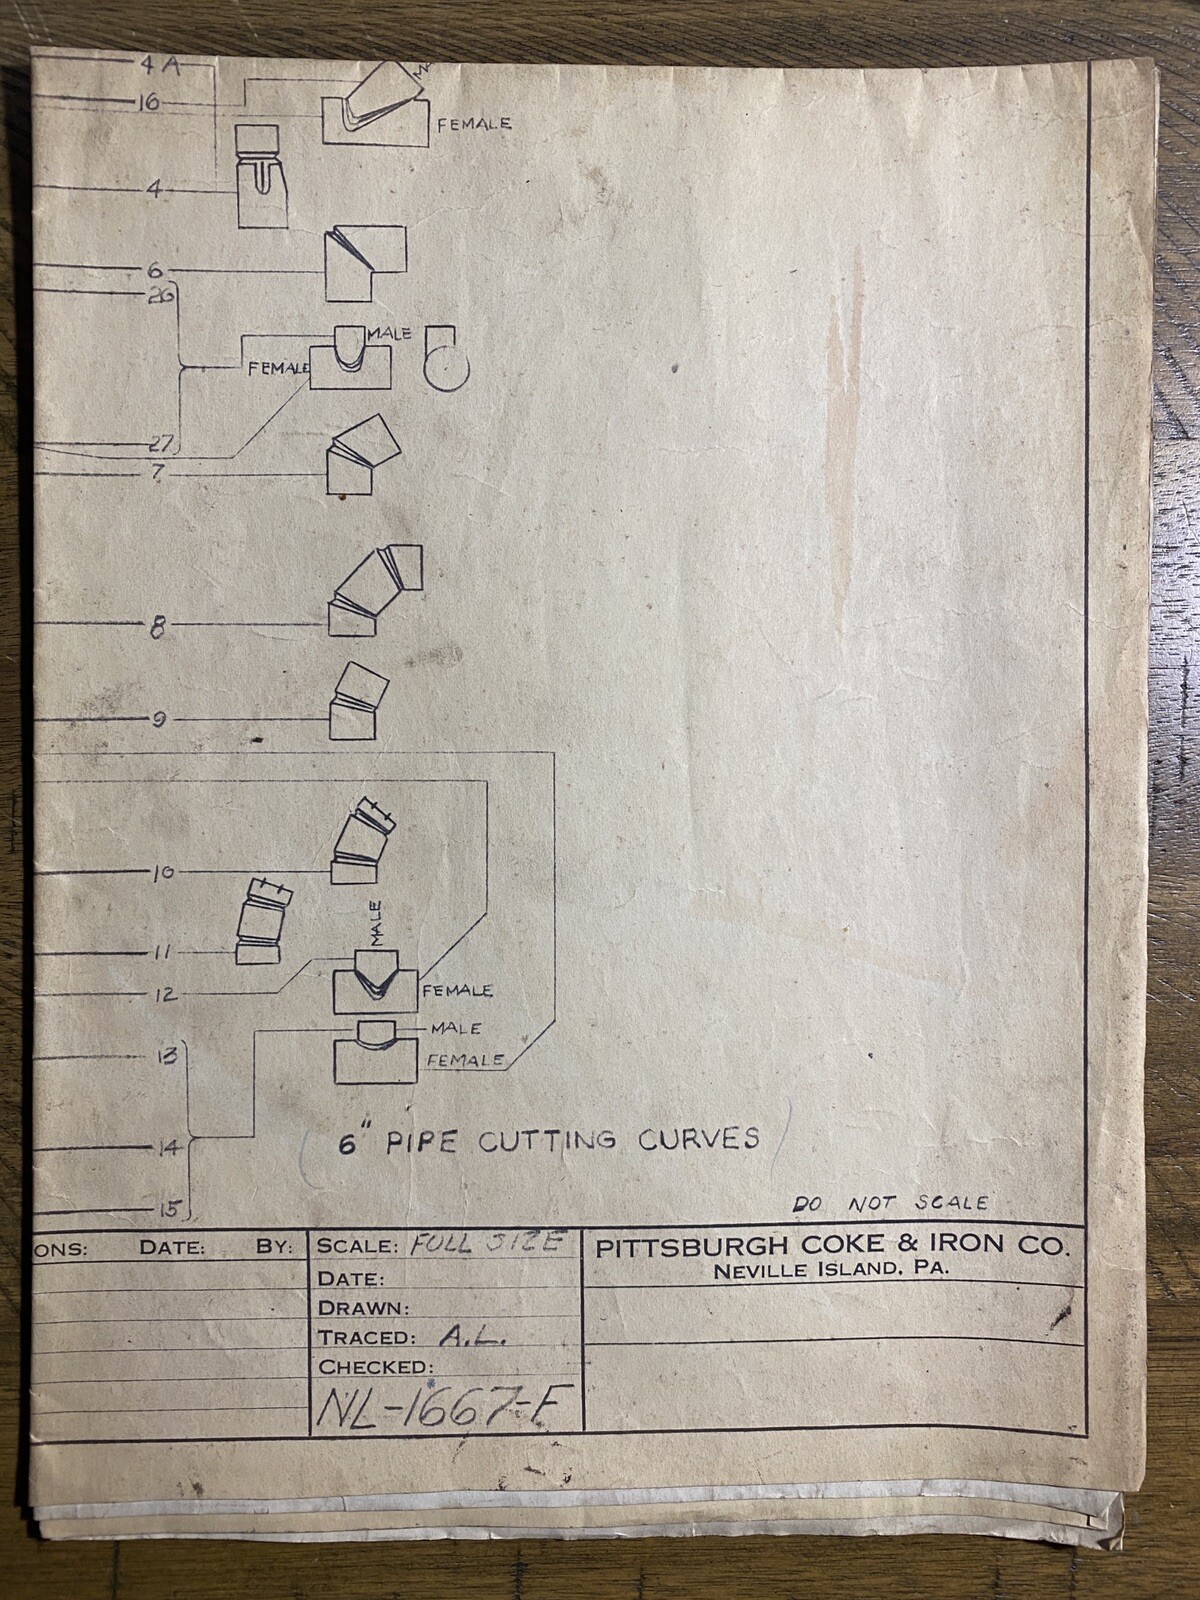 4A
16
FEMALE
4
6
26
MALE
FEMALE
27
7
8
9
10
MALE
11
12
FEMALE
MALE
13
FEMALE
14
6" PIPE CUTTING CURVES
15
DO NOT SCALE
ONS: DATE: BY:
SCALE: FULL SIZE
DATE:
DRAWN:
TRACED: A.L.
CHECKED:
NL-1667-F
PITTSBURGH COKE & IRON CO.
NEVILLE ISLAND, PA.